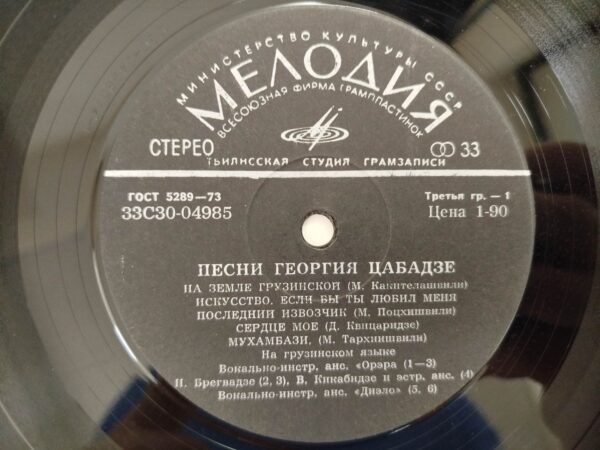 МИНИСТЕРСТВО КУЛЬТУРЫ СССР
МЕЛОДИЯ
ВСЕСОЮЗНАЯ ФИРМА ГРАМПЛАСТИНОК
СТЕРЕО
33
ТБИЛИССКАЯ СТУДИЯ ГРАМЗАПИСИ
ГОСТ 5289—73
Третья гр. — 1
33С30-04985
Цена 1-90
ПЕСНИ ГЕОРГИЯ ЦАБАДЗЕ
НА ЗЕМЛЕ ГРУЗИНСКОЙ (М. Какителашвили)
ИСКУССТВО. ЕСЛИ БЫ ТЫ ЛЮБИЛ МЕНЯ
ПОСЛЕДНИЙ ИЗВОЗЧИК (М. Поцхишвили)
СЕРДЦЕ МОЕ (Д. Квицаридзе)
МУХАМБАЗИ, (М. Тархнишвили)
На грузинском языке
Вокально-инстр. анс. «Орэра (1—3)
Н. Брегвадзе (2, 3), В. Кикабидзе и эстр. анс. (4)
Вокально-инстр. анс. «Диэло» (5, 6)